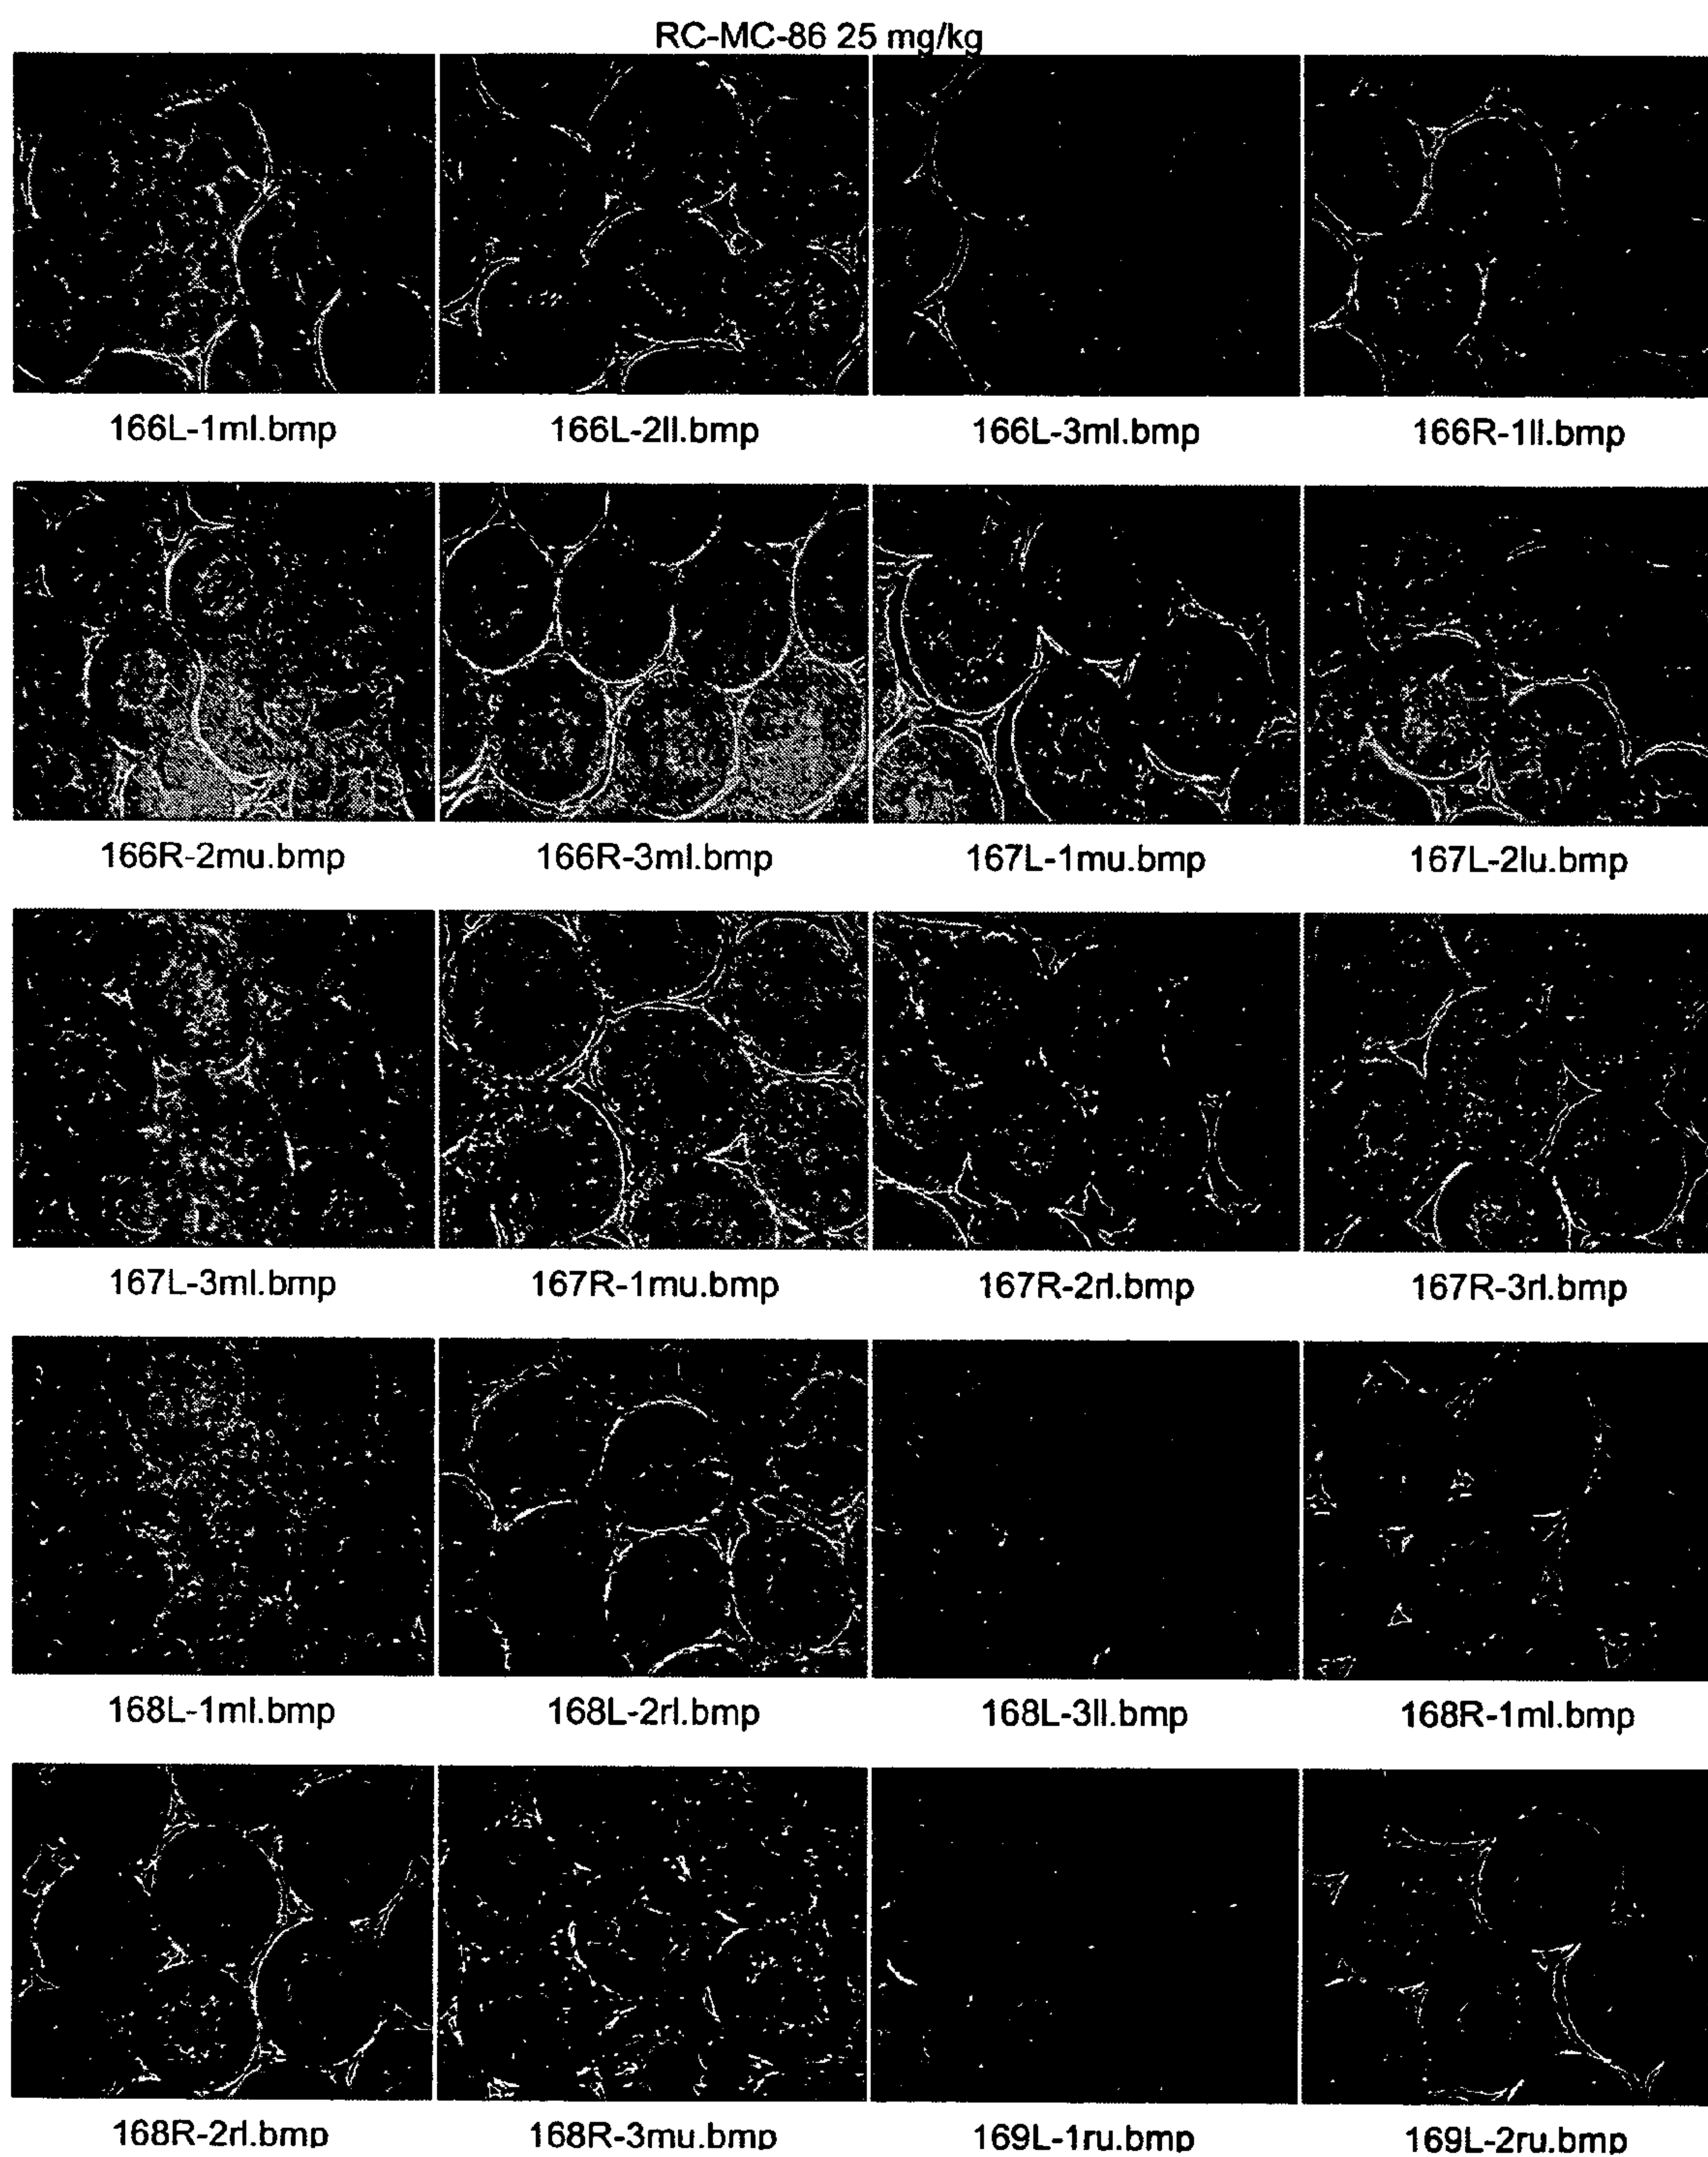 RC-MC-86 25 mg/kg
166L-1ml.bmp 166L-2ll.bmp 166L-3ml.bmp 166R-1ll.bmp
166R-2mu.bmp 166R-3ml.bmp 167L-1mu.bmp 167L-2lu.bmp
167L-3ml.bmp 167R-1mu.bmp 167R-2rl.bmp 167R-3rl.bmp
168L-1ml.bmp 168L-2rl.bmp 168L-3ll.bmp 168R-1ml.bmp
168R-2rl.bmp 168R-3mu.bmp 169L-1ru.bmp 169L-2ru.bmp